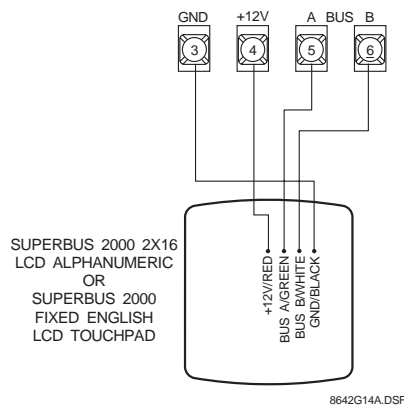 GND +12V A BUS B
3 4 5 6
SUPERBUS 2000 2X16
LCD ALPHANUMERIC
OR
SUPERBUS 2000
FIXED ENGLISH
LCD TOUCHPAD
+12V/RED
BUS A/GREEN
BUS B/WHITE
GND/BLACK
8642G14A.DSF